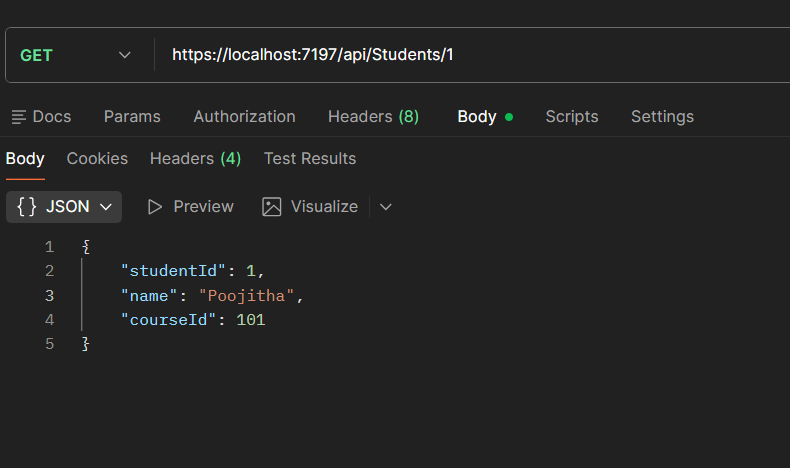 GET https://localhost:7197/api/Students/1
Docs Params Authorization Headers (8) Body Scripts Settings
Body Cookies Headers (4) Test Results
{} JSON Preview Visualize
1 {
2 "studentId": 1,
3 "name": "Poojitha",
4 "courseId": 101
5 }